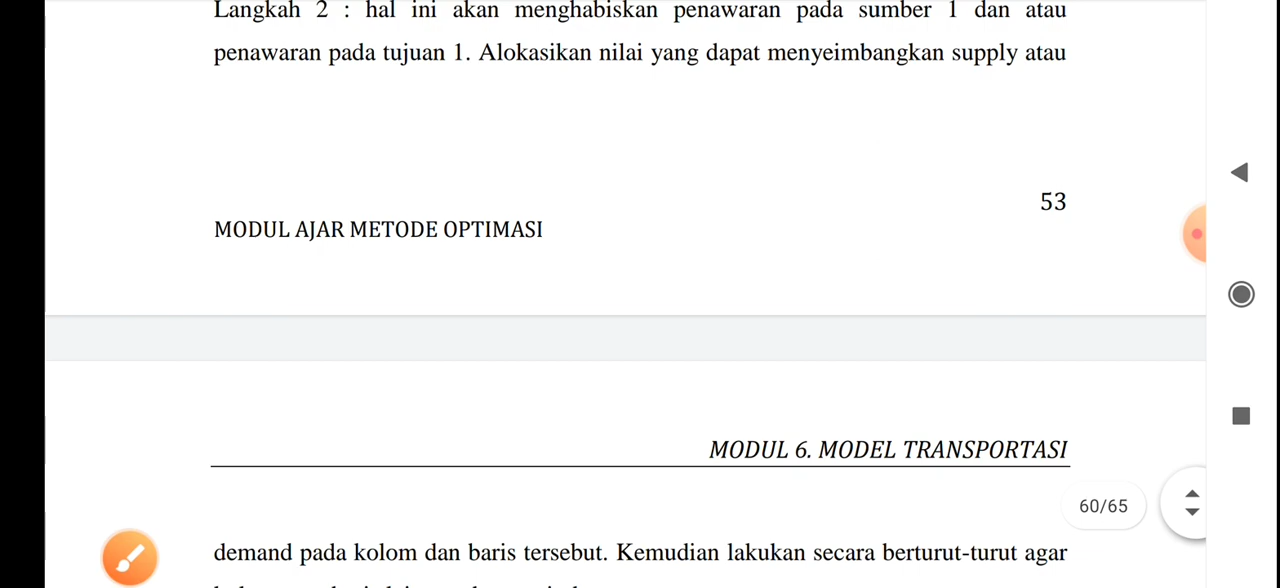 Langkah 2 : hal ini akan menghabiskan penawaran pada sumber 1 dan atau
penawaran pada tujuan 1. Alokasikan nilai yang dapat menyeimbangkan supply atau
53
MODUL AJAR METODE OPTIMASI
MODUL 6. MODEL TRANSPORTASI
60/65
demand pada kolom dan baris tersebut. Kemudian lakukan secara berturut-turut agar